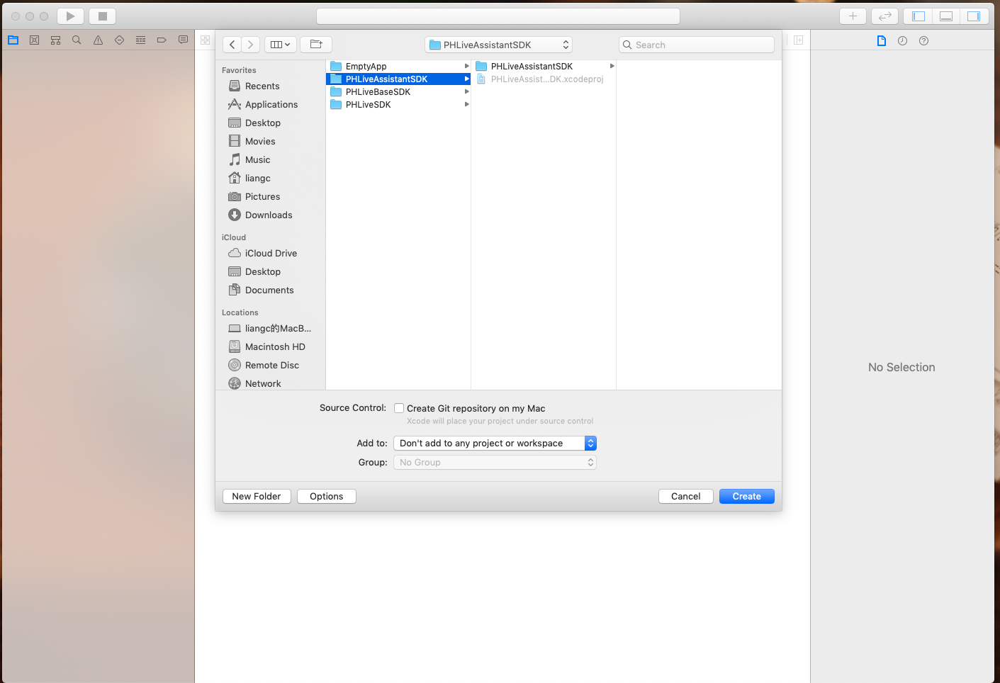 PHLiveAssistantSDK
Search
Favorites
Recents
Applications
Desktop
Movies
Music
liangc
Pictures
Downloads
iCloud
iCloud Drive
Desktop
Documents
Locations
liangc的MacB...
Macintosh HD
Remote Disc
Network
EmptyApp
PHLiveAssistantSDK
PHLiveBaseSDK
PHLiveSDK
PHLiveAssistantSDK
PHLiveAssist...DK.xcodeproj
No Selection
Source Control: Create Git repository on my Mac
Xcode will place your project under source control
Add to: Don't add to any project or workspace
Group: No Group
New Folder Options Cancel Create